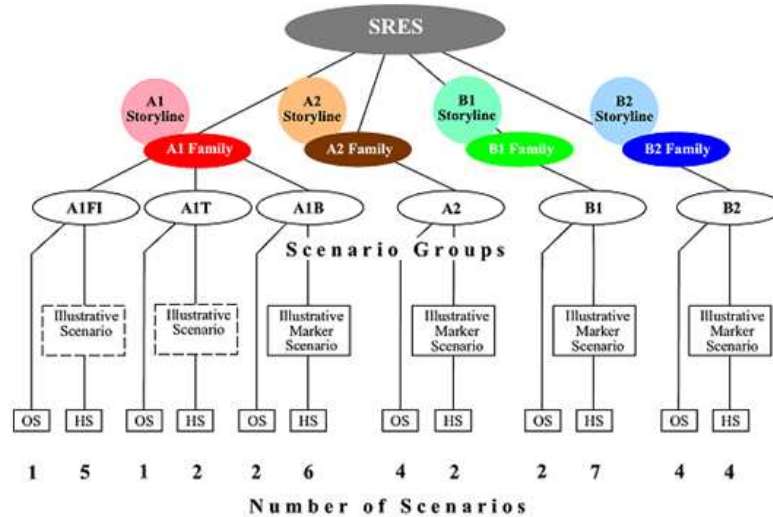 SRES
A1
Storyline
A2
Storyline
B1
Storyline
B2
Storyline
A1 Family
A2 Family
B1 Family
B2 Family
A1FI
A1T
A1B
A2
B1
B2
Scenario Groups
Illustrative
Scenario
Illustrative
Scenario
Illustrative
Marker
Scenario
Illustrative
Marker
Scenario
Illustrative
Marker
Scenario
Illustrative
Marker
Scenario
OS HS OS HS OS HS OS HS OS HS OS HS
1 5 1 2 2 6 4 2 2 7 4 4
Number of Scenarios